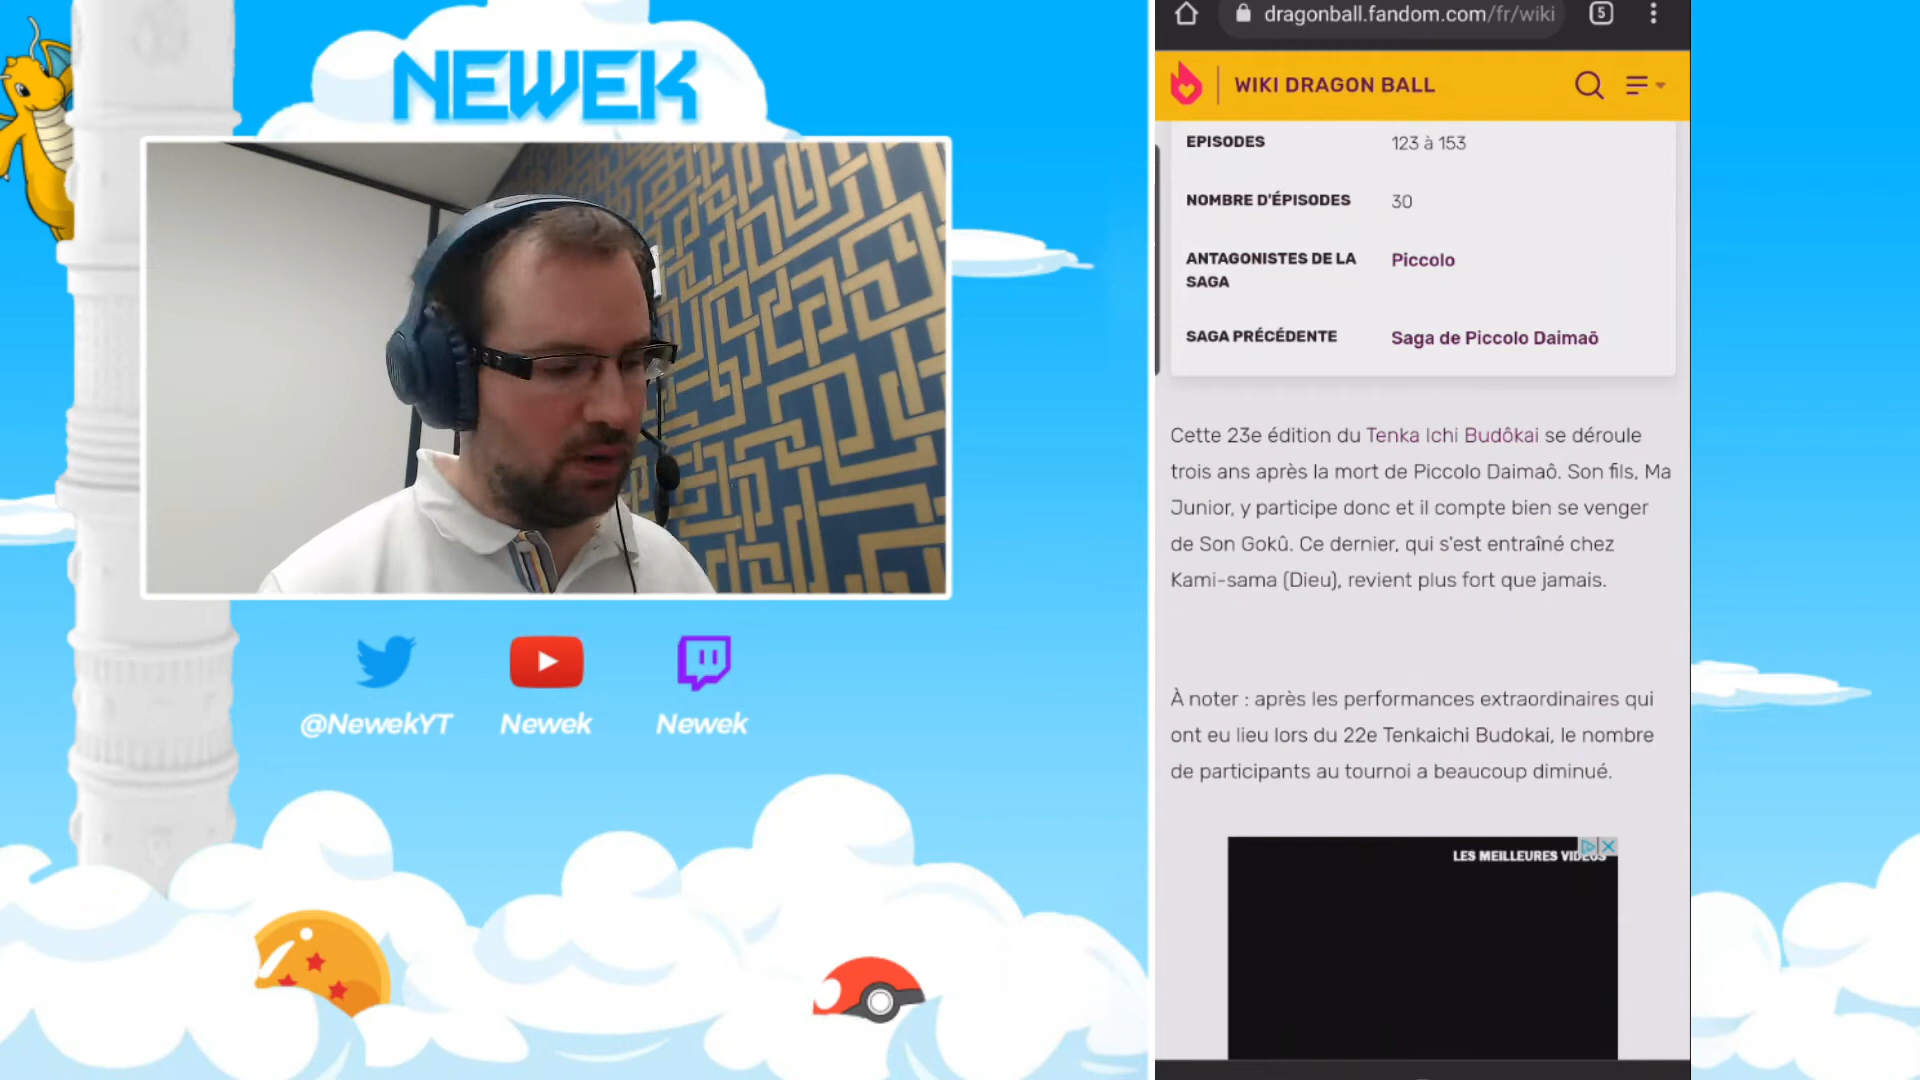 NEWEK
@NewekYT
Newek
Newek
dragonball.fandom.com/fr/wiki
5
WIKI DRAGON BALL
EPISODES 123 à 153
NOMBRE D'ÉPISODES 30
ANTAGONISTES DE LA SAGA Piccolo
SAGA PRÉCÉDENTE Saga de Piccolo Daimaō
Cette 23e édition du Tenka Ichi Budôkai se déroule
trois ans après la mort de Piccolo Daimaô. Son fils, Ma
Junior, y participe donc et il compte bien se venger
de Son Gokû. Ce dernier, qui s'est entraîné chez
Kami-sama (Dieu), revient plus fort que jamais.
À noter : après les performances extraordinaires qui
ont eu lieu lors du 22e Tenkaichi Budokai, le nombre
de participants au tournoi a beaucoup diminué.
LES MEILLEURES VIDÉOS